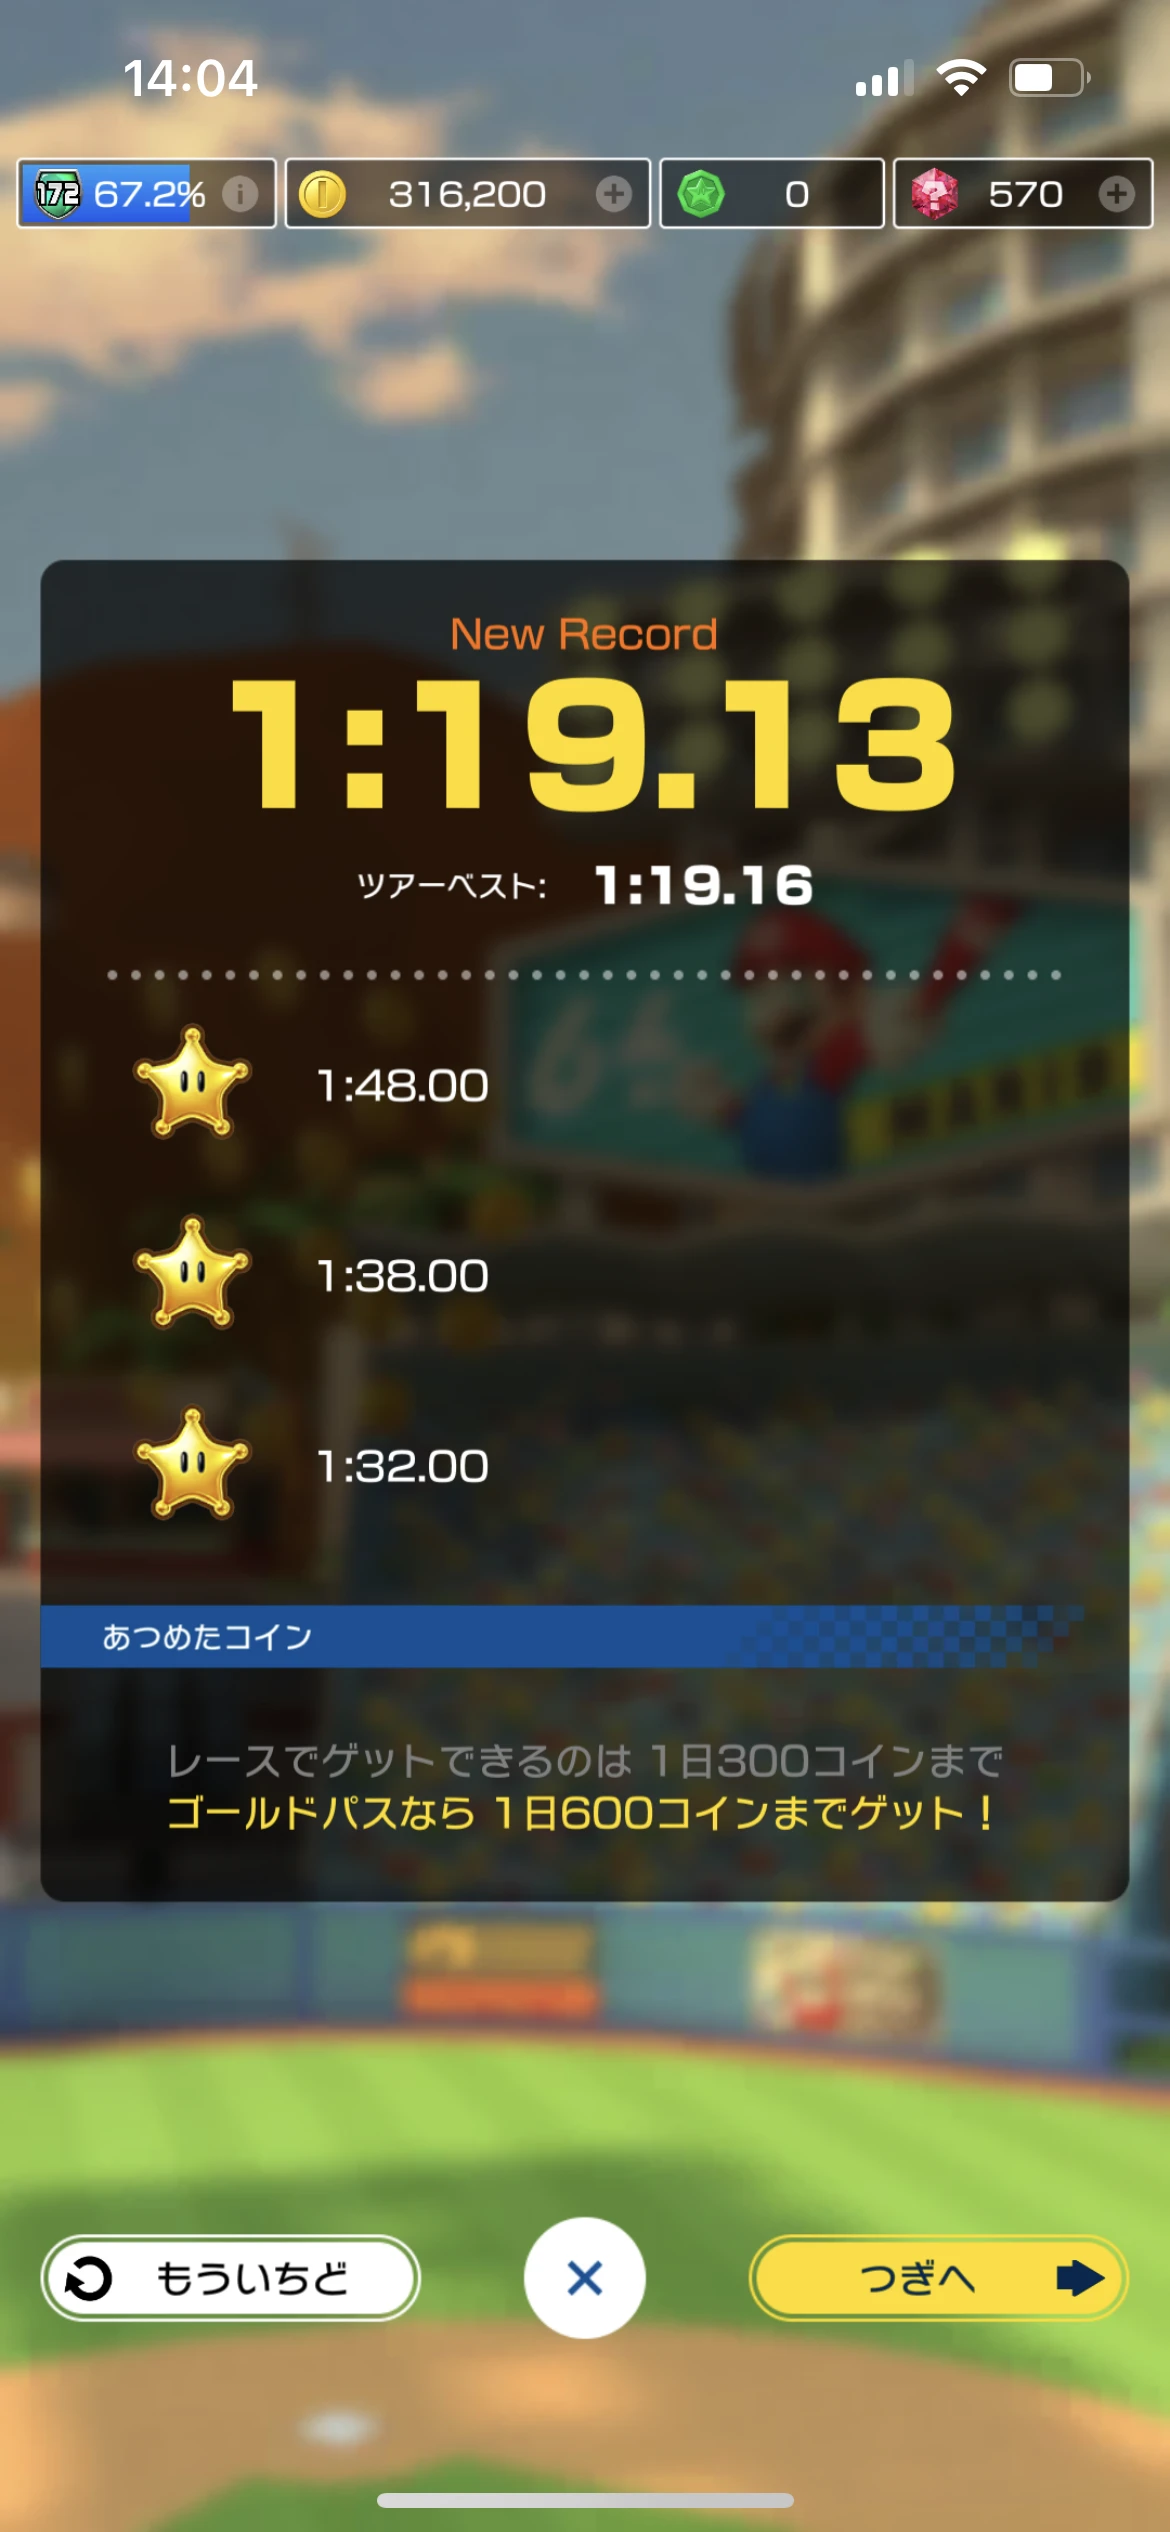 14:04
172 67.2% i 316,200 + 0 570 +
New Record
1:19.13
ツアーベスト: 1:19.16
1:48.00
1:38.00
1:32.00
あつめたコイン
レースでゲットできるのは 1日300コインまで
ゴールドパスなら 1日600コインまでゲット！
もういちど × つぎへ